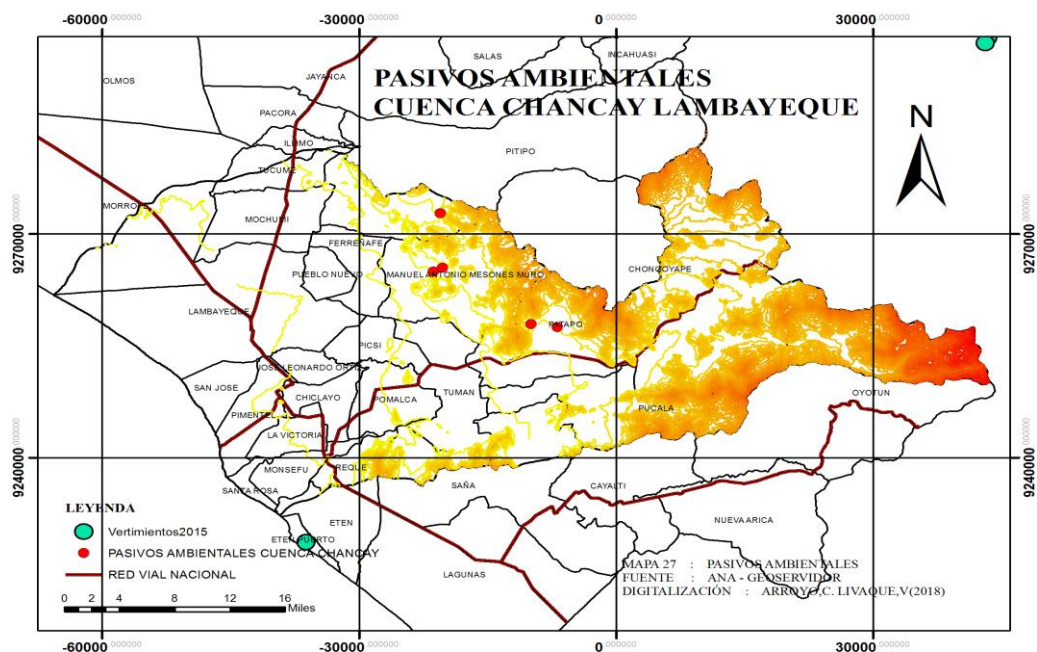 -60000.000000 -30000.000000 0.000000 30000.000000
SALAS
INCAHUASI
PASIVOS AMBIENTALES
CUENCA CHANCAY LAMBAYEQUE
OLMOS
JAYANCA
PACORA
N
ILLIMO
PITIPO
TUCUME
MORROPE
MOCHUMI
9270000.000000
9270000.000000
FERREÑAFE
PUEBLO NUEVO
MANUEL ANTONIO MESONES MURO
CHONGOYAPE
LAMBAYEQUE
PATAPO
PICSI
JOSE LEONARDO ORTIZ
SAN JOSE
CHICLAYO
POMALCA
TUMAN
OYOTUN
PIMENTEL
PUCALA
LA VICTORIA
9240000.000000
9240000.000000
MONSEFU
REQUE
SAÑA
CAYALTI
SANTA ROSA
LEYENDA
ETEN
NUEVA ARICA
Vertimientos2015
ETEN PUERTO
PASIVOS AMBIENTALES CUENCA CHANCAY
RED VIAL NACIONAL
LAGUNAS
MAPA 27 : PASIVOS AMBIENTALES
FUENTE : ANA - GEOSERVIDOR
DIGITALIZACIÓN : ARROYO,C. LIVAQUE,V(2018)
0 2 4 8 12 16
Miles
-60000.000000 -30000.000000 0.000000 30000.000000